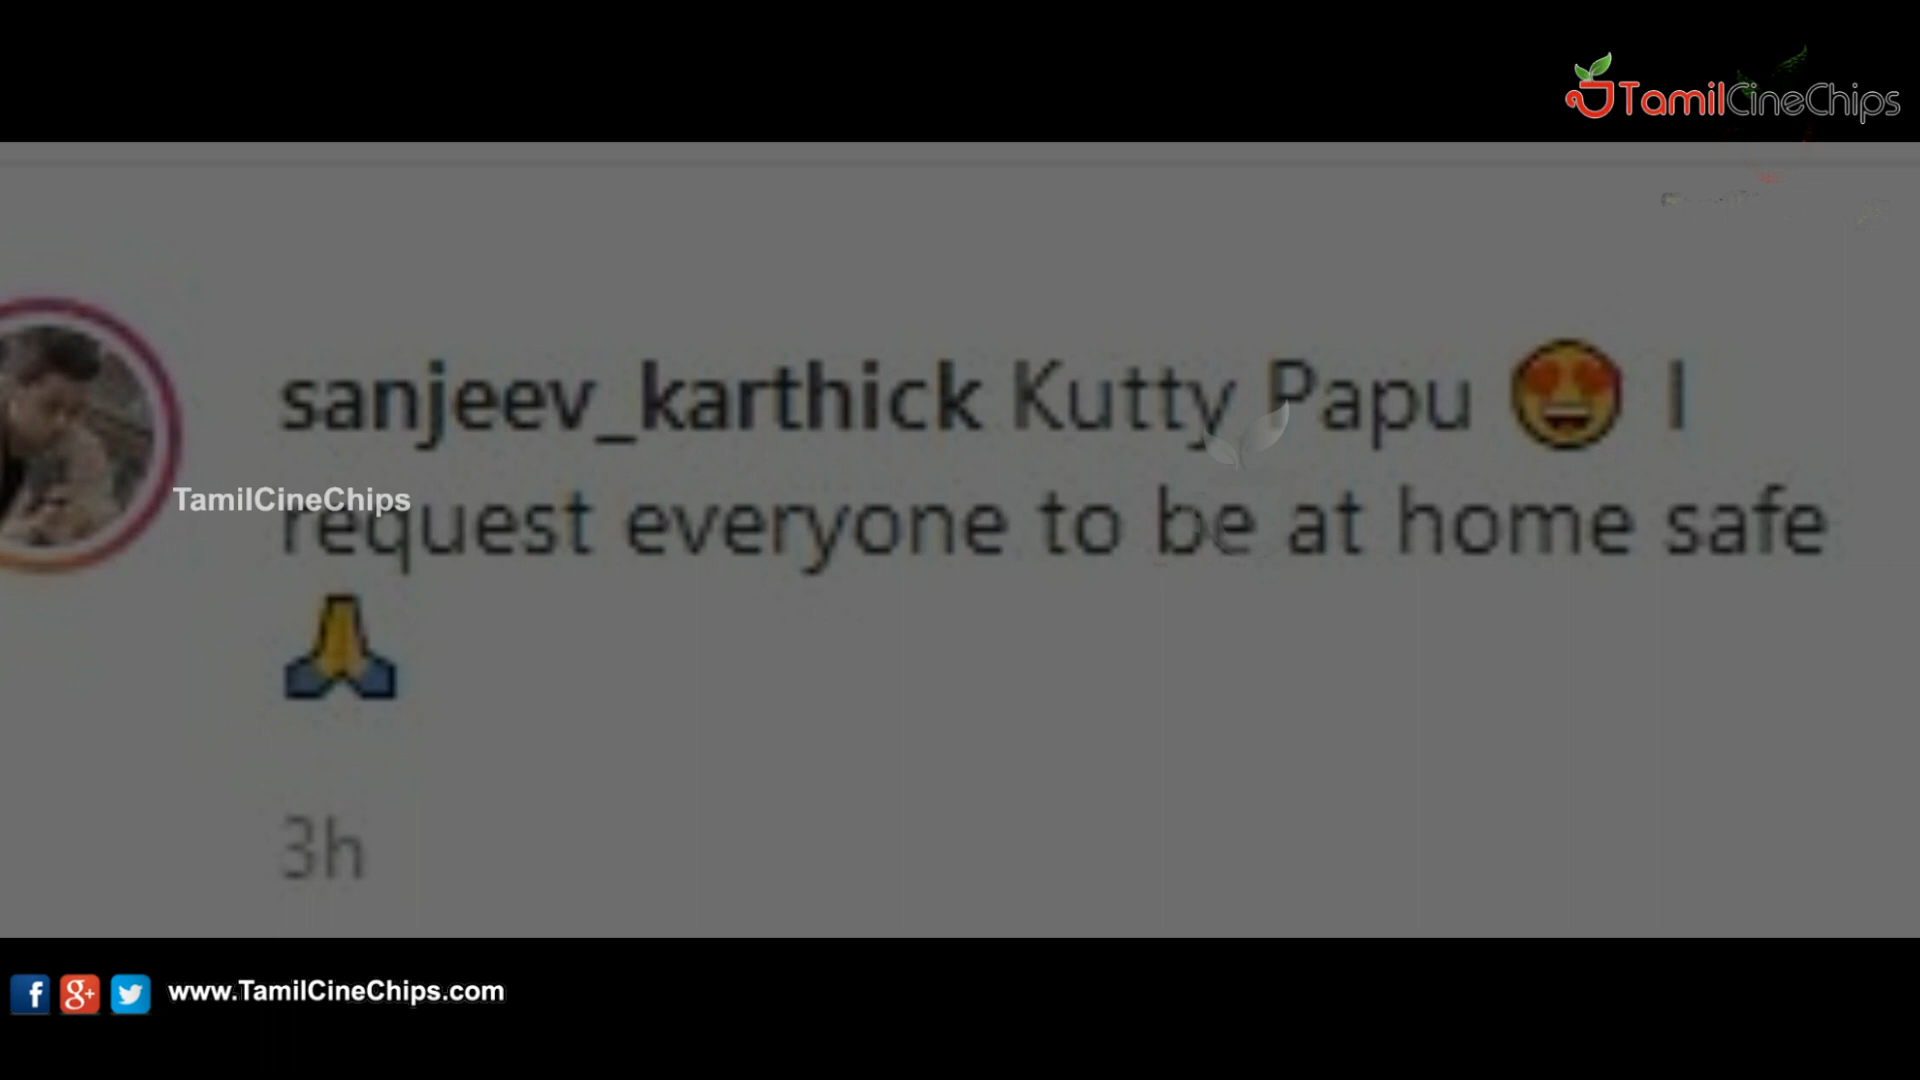 TamilCineChips
sanjeev_karthick Kutty Papu 😍 I
TamilCineChips
request everyone to be at home safe
🙏
3h
f g+ www.TamilCineChips.com